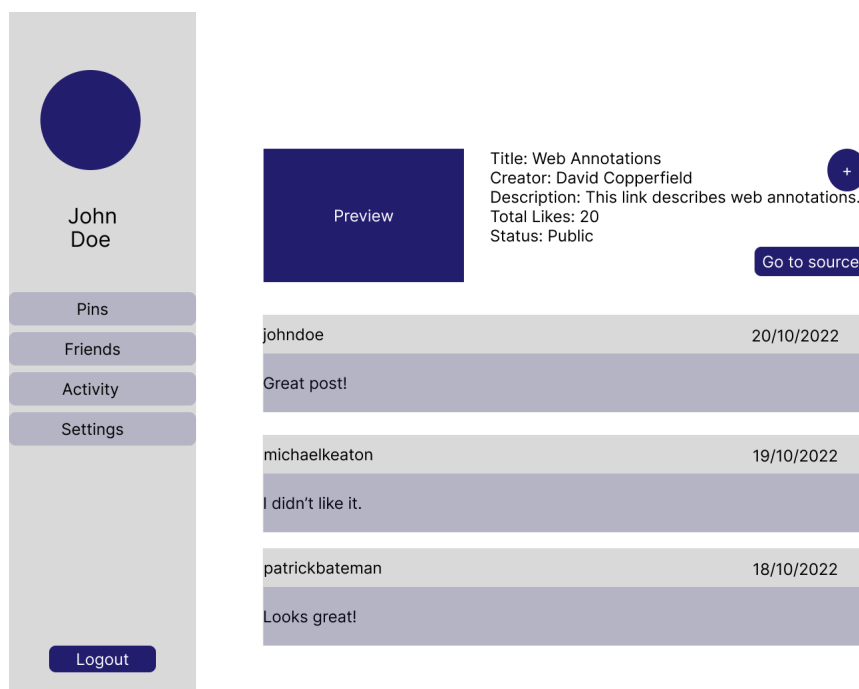 John
Doe
Pins
Friends
Activity
Settings
Logout
Preview
Title: Web Annotations
Creator: David Copperfield
Description: This link describes web annotations.
Total Likes: 20
Status: Public
+
Go to source
johndoe 20/10/2022
Great post!
michaelkeaton 19/10/2022
I didn’t like it.
patrickbateman 18/10/2022
Looks great!